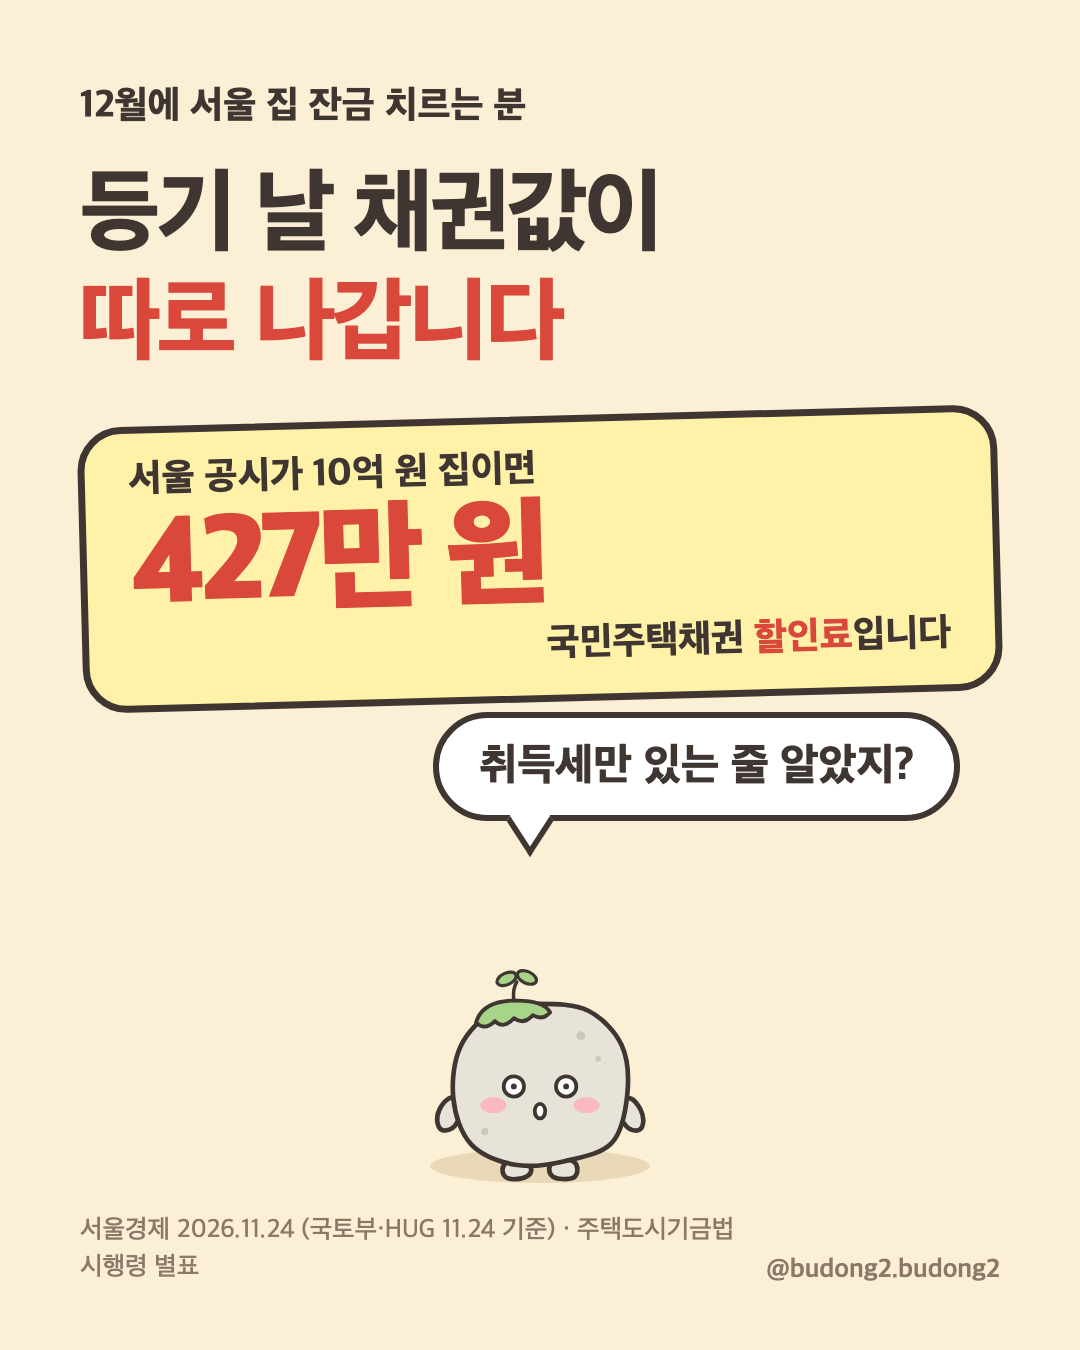 12월에 서울 집 잔금 치르는 분
등기 날 채권값이
따로 나갑니다
서울 공시가 10억 원 집이면
427만 원
국민주택채권 할인료입니다
취득세만 있는 줄 알았지?
서울경제 2026.11.24 (국토부·HUG 11.24 기준) · 주택도시기금법
시행령 별표
@budong2.budong2